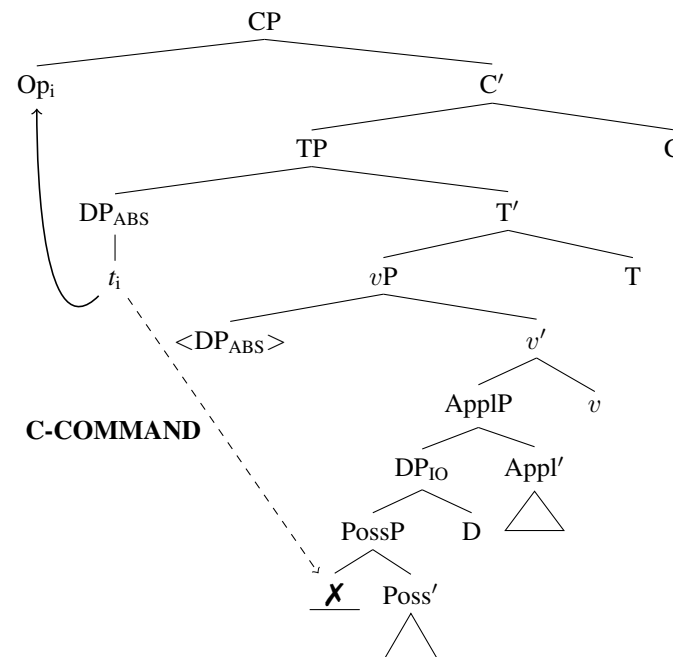 CP
Opᵢ C′
TP C
DP_ABS T′
tᵢ vP T
<DP_ABS> v′
ApplP v
C-COMMAND
DP_IO Appl′
PossP D
✗ Poss'